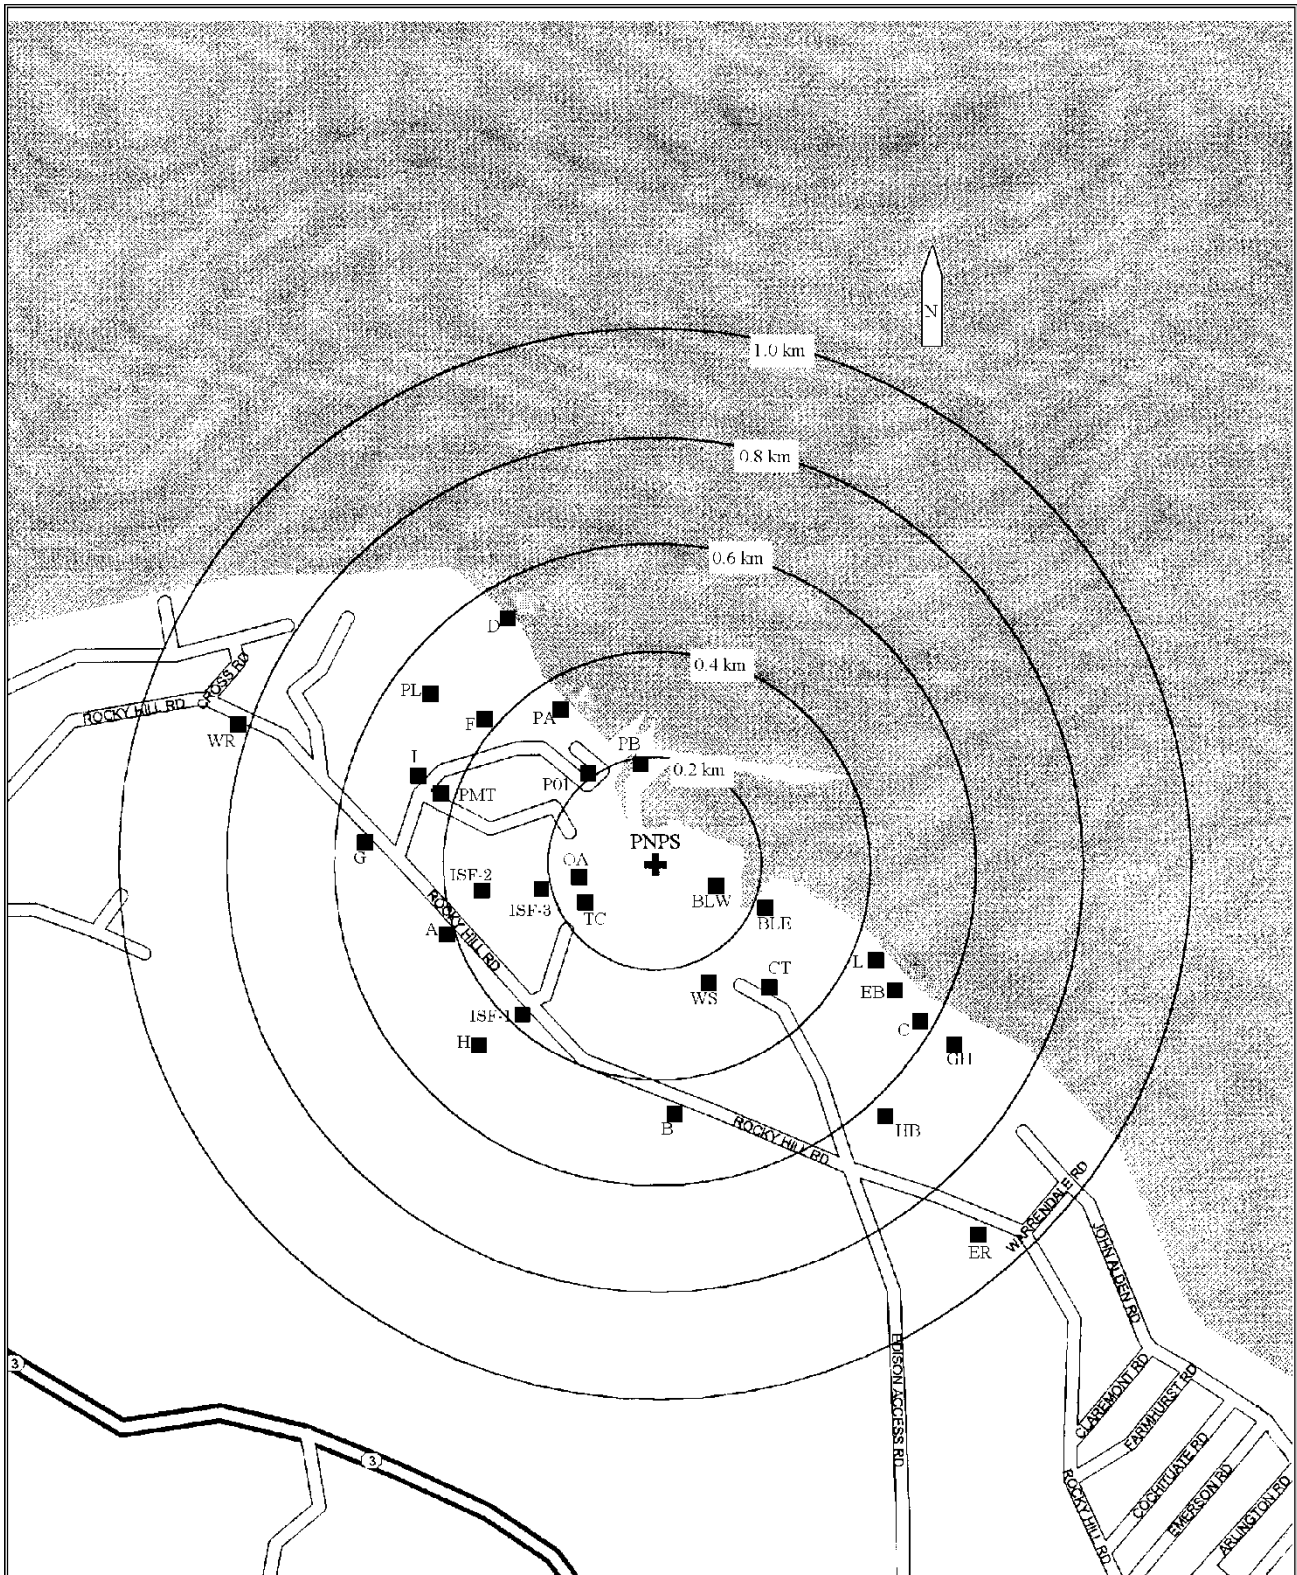 N
1.0 km
0.8 km
0.6 km
0.4 km
D
CROSS RD
PL
ROCKY HILL RD
F
PA
WR
PB
I
0.2 km
P01
PMT
PNPS
G
OA
ISF-2
ROCKY HILL RD
ISF-3
TC
BLW
BLE
A
L
CT
WS
EB
ISF-1
C
H
GH
B
ROCKY HILL RD
HB
WARRENDALE RD
ER
JOHN ALDEN RD
3
EDISON ACCESS RD
CLAREMONT RD
FARMHURST RD
3
ROCKY HILL RD
COCHITUATE RD
EMERSON RD
ARLINGTON RD